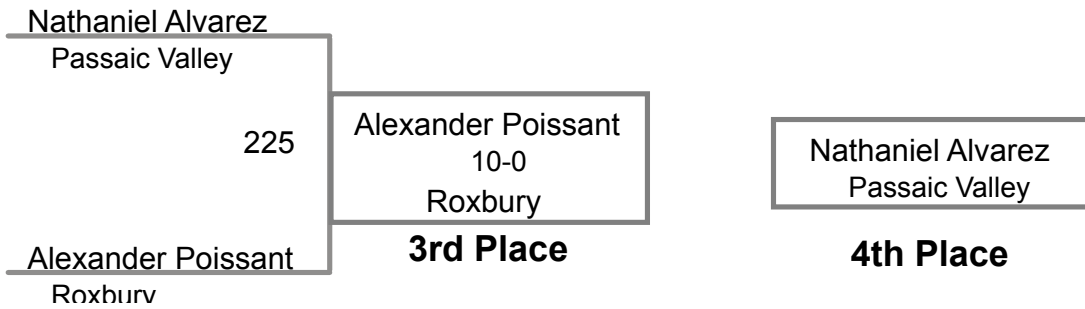 Nathaniel Alvarez
Passaic Valley
225
Alexander Poissant
10-0
Roxbury
3rd Place
Nathaniel Alvarez
Passaic Valley
4th Place
Alexander Poissant
Roxbury